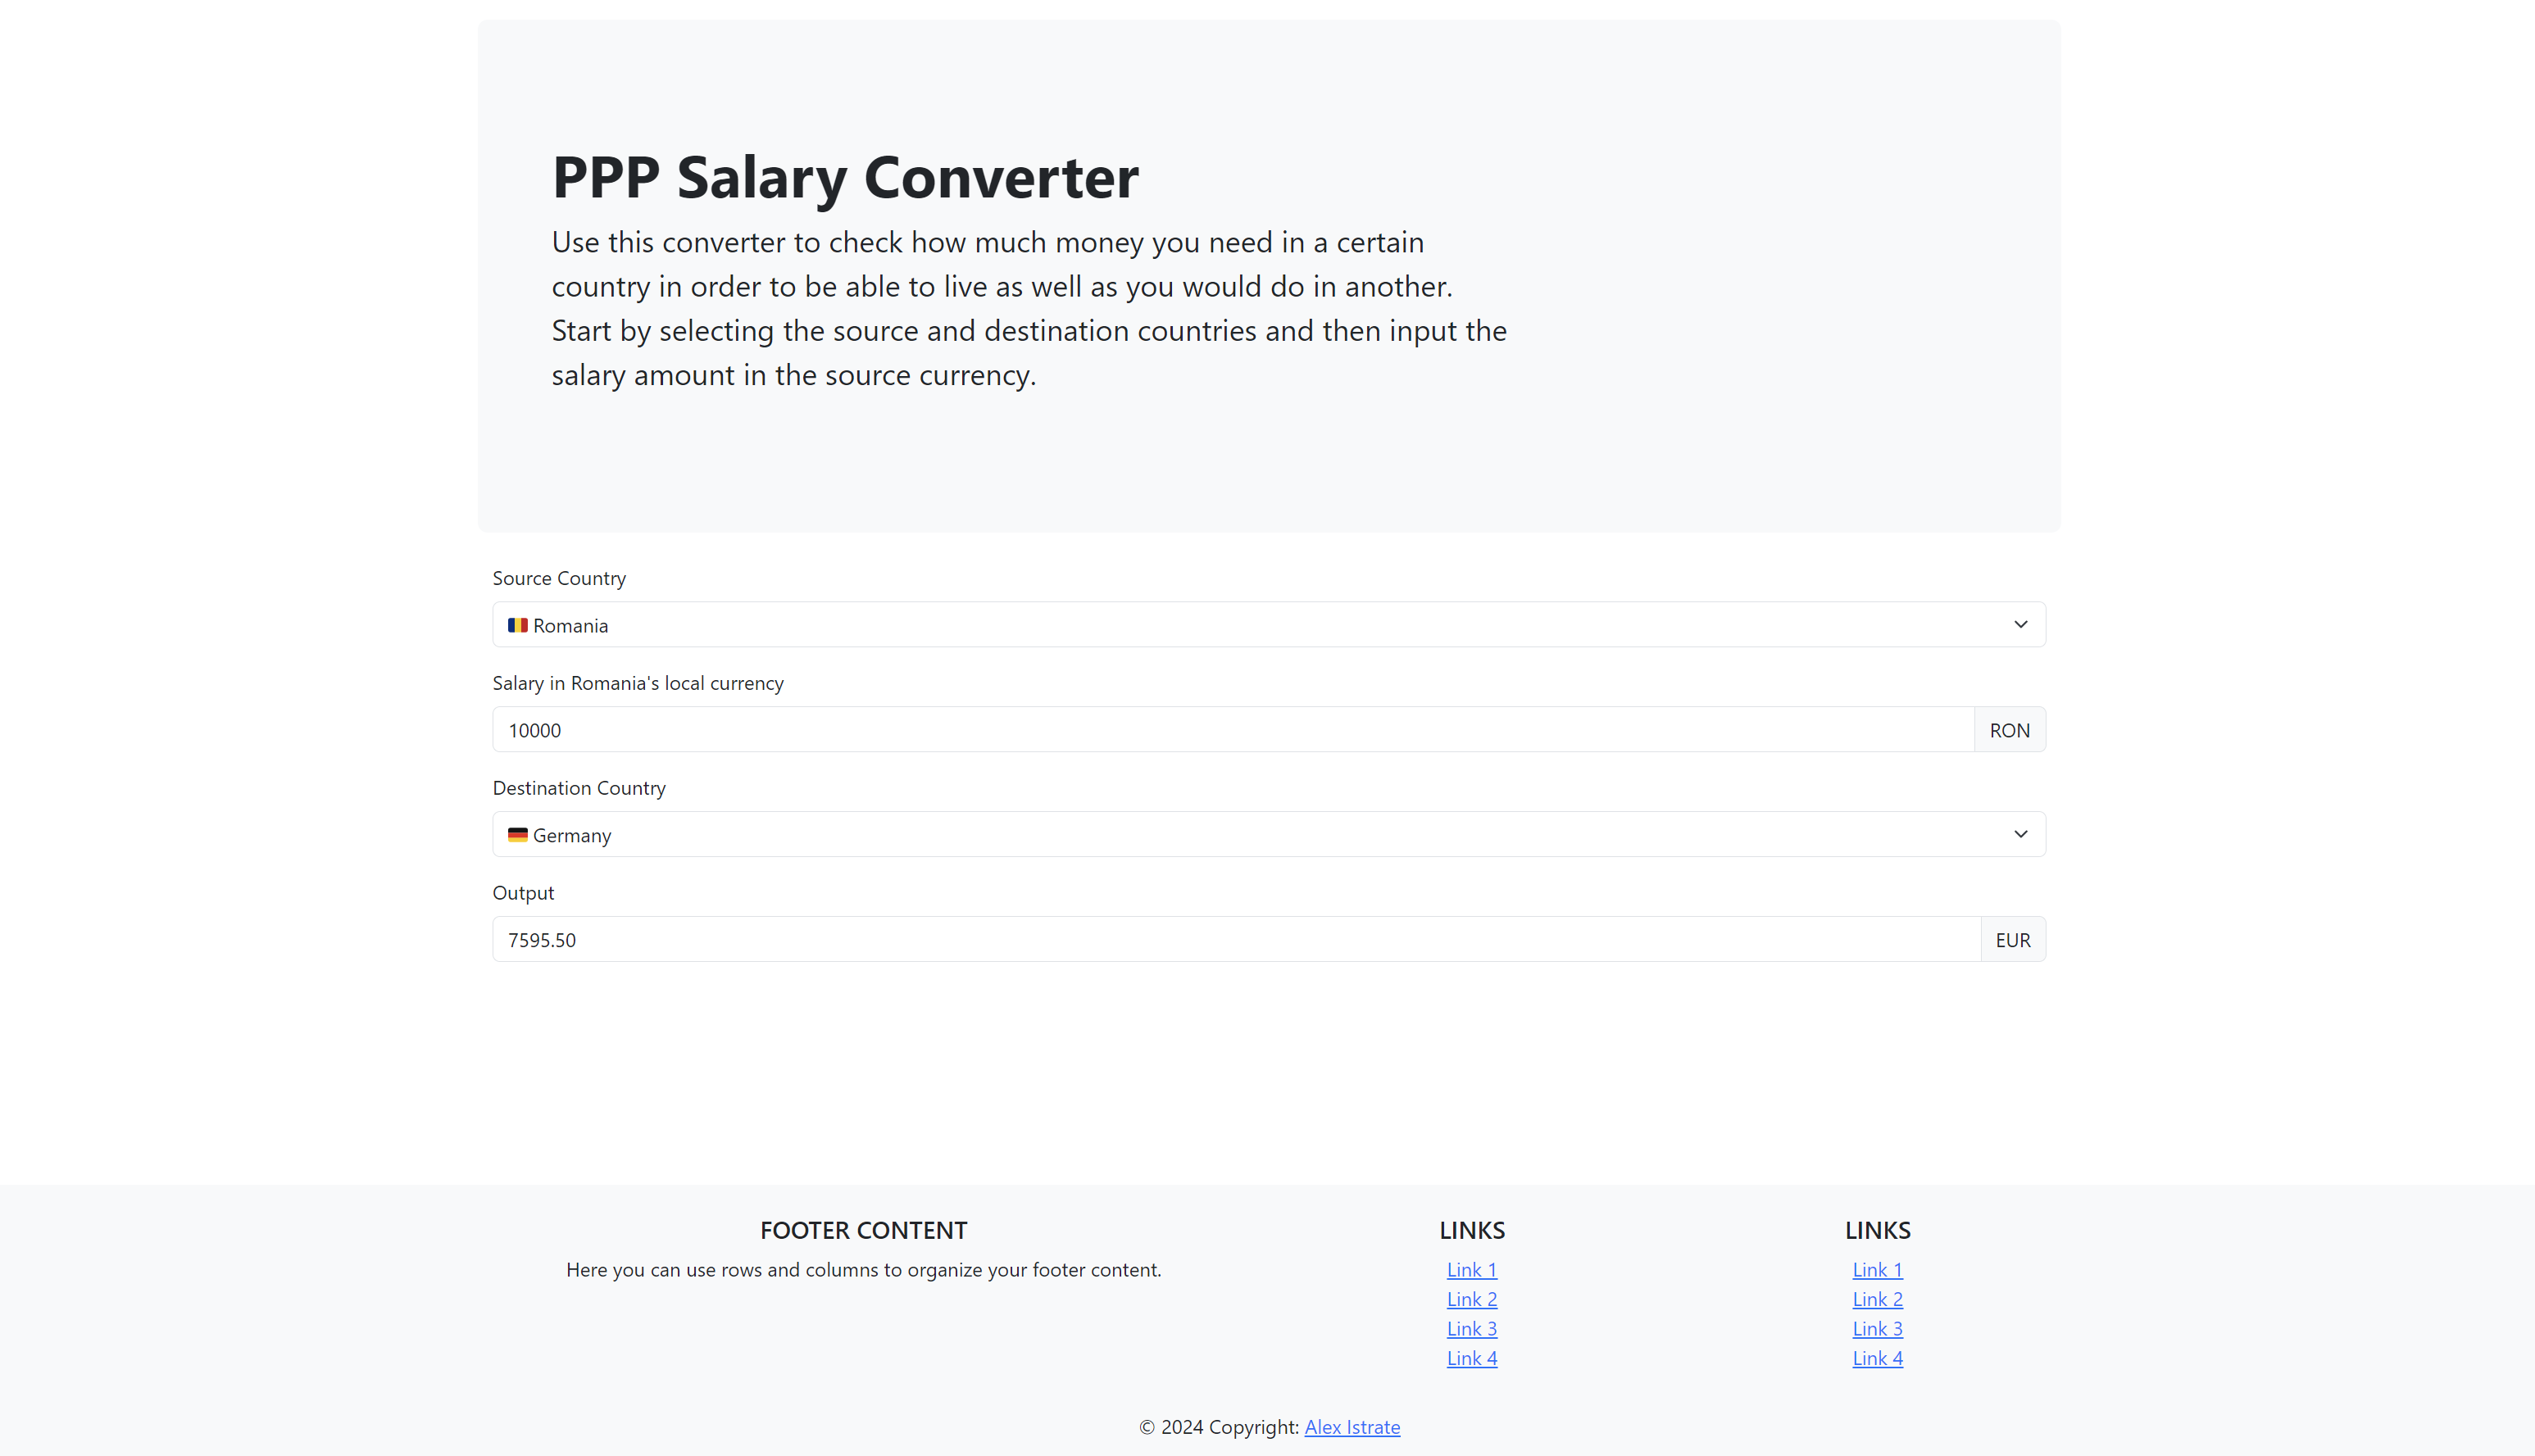 PPP Salary Converter
Use this converter to check how much money you need in a certain
country in order to be able to live as well as you would do in another.
Start by selecting the source and destination countries and then input the
salary amount in the source currency.
Source Country
Romania
Salary in Romania's local currency
10000 RON
Destination Country
Germany
Output
7595.50 EUR
FOOTER CONTENT
Here you can use rows and columns to organize your footer content.
LINKS
Link 1
Link 2
Link 3
Link 4
LINKS
Link 1
Link 2
Link 3
Link 4
© 2024 Copyright: Alex Istrate